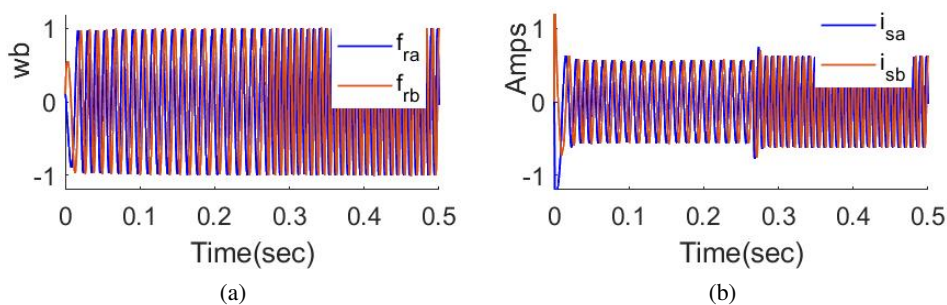 1
0
-1
wb
f_ra
f_rb
0 0.1 0.2 0.3 0.4 0.5
Time(sec)
(a)
1
0
-1
Amps
i_sa
i_sb
0 0.1 0.2 0.3 0.4 0.5
Time(sec)
(b)